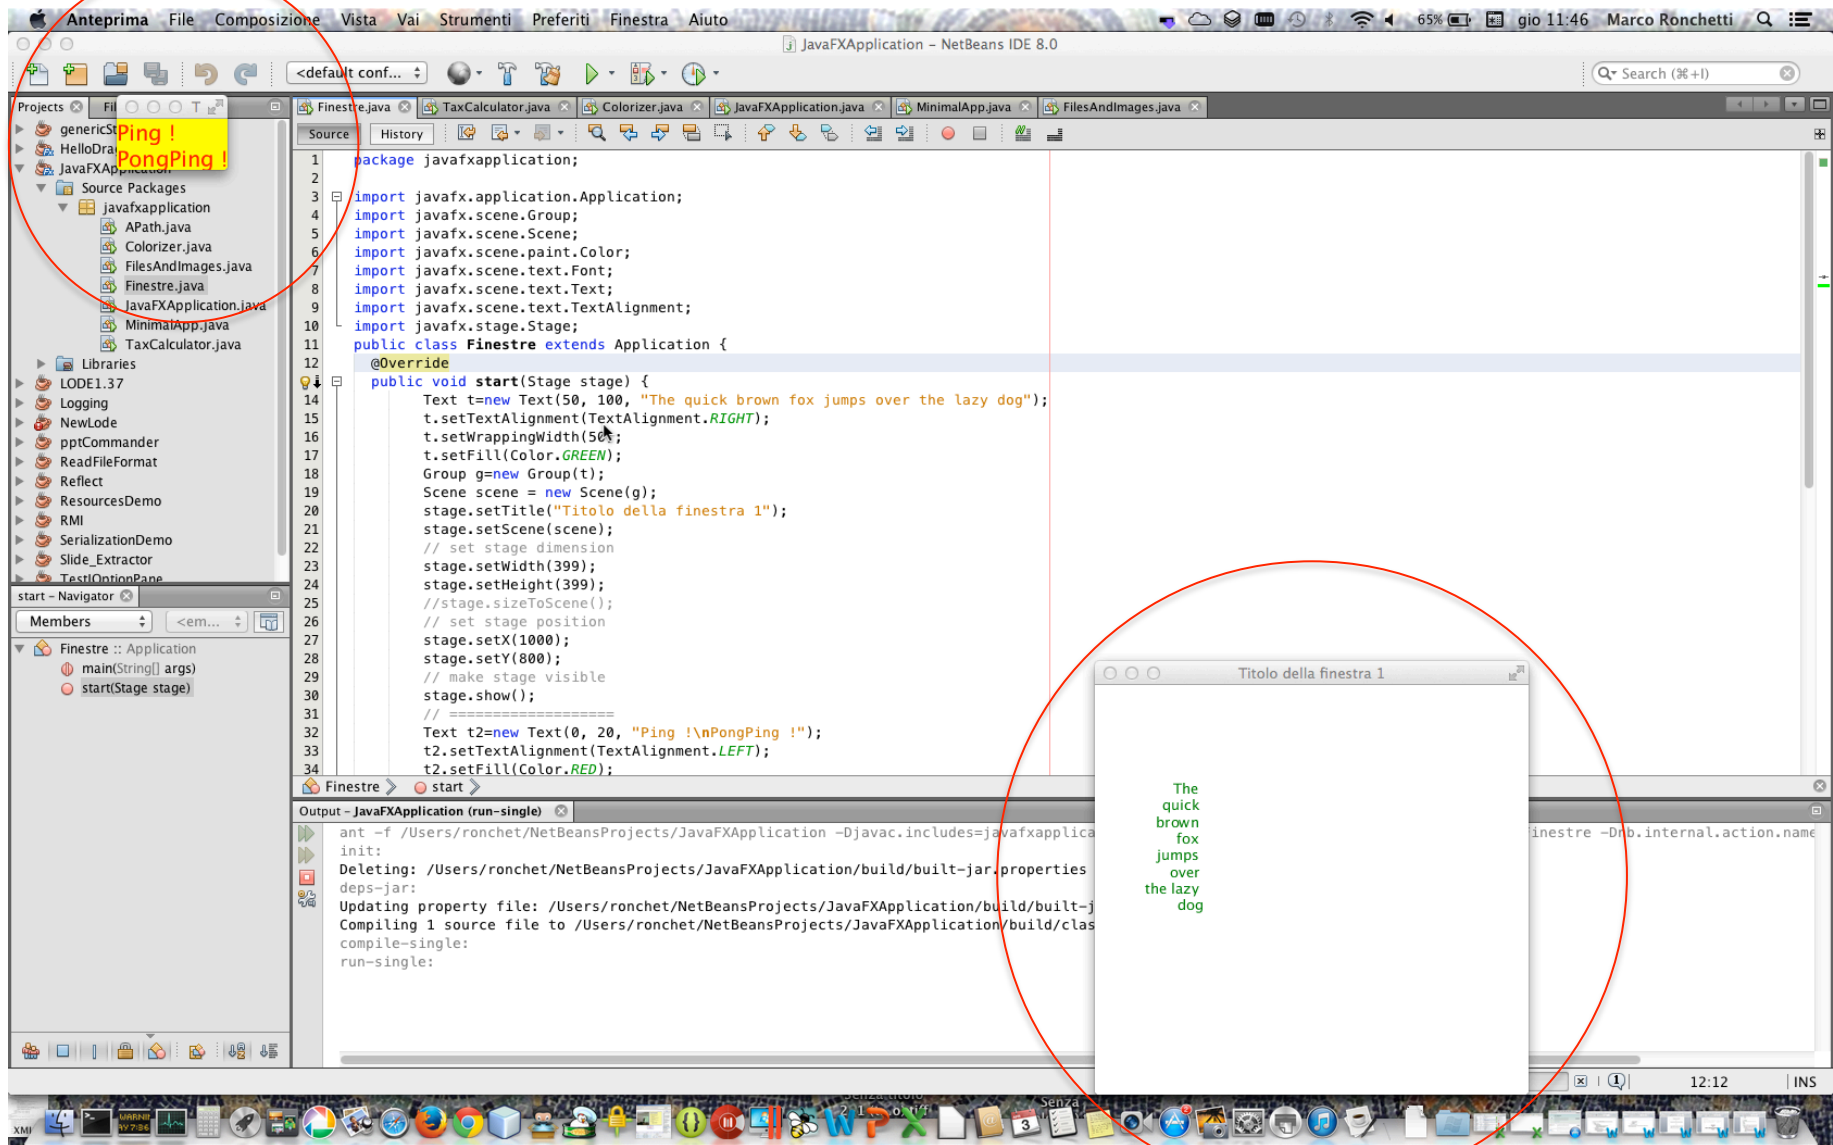 Anteprima File Composizione Vista Vai Strumenti Preferiti Finestra Aiuto 65% gio 11:46 Marco Ronchetti
JavaFXApplication – NetBeans IDE 8.0
<default conf... Search (⌘+I)
Projects Fil T
Ping !
PongPing !
HelloDra
Source Packages
javafxapplication
APath.java
Colorizer.java
FilesAndImages.java
Finestre.java
JavaFXApplication.java
MinimalApp.java
TaxCalculator.java
Libraries
LODE1.37
Logging
NewLode
pptCommander
ReadFileFormat
Reflect
ResourcesDemo
RMI
SerializationDemo
Slide_Extractor
TestIOptionPane
start – Navigator
Members <em...
Finestre :: Application
main(String[] args)
start(Stage stage)
Finestre.java TaxCalculator.java Colorizer.java JavaFXApplication.java MinimalApp.java FilesAndImages.java
Source History
1 package javafxapplication;
2
3 import javafx.application.Application;
4 import javafx.scene.Group;
5 import javafx.scene.Scene;
6 import javafx.scene.paint.Color;
7 import javafx.scene.text.Font;
8 import javafx.scene.text.Text;
9 import javafx.scene.text.TextAlignment;
10 import javafx.stage.Stage;
11 public class Finestre extends Application {
12 @Override
public void start(Stage stage) {
14 Text t=new Text(50, 100, "The quick brown fox jumps over the lazy dog");
15 t.setTextAlignment(TextAlignment.RIGHT);
16 t.setWrappingWidth(50);
17 t.setFill(Color.GREEN);
18 Group g=new Group(t);
19 Scene scene = new Scene(g);
20 stage.setTitle("Titolo della finestra 1");
21 stage.setScene(scene);
22 // set stage dimension
23 stage.setWidth(399);
24 stage.setHeight(399);
25 //stage.sizeToScene();
26 // set stage position
27 stage.setX(1000);
28 stage.setY(800);
29 // make stage visible
30 stage.show();
31 // ===================
32 Text t2=new Text(0, 20, "Ping !\nPongPing !");
33 t2.setTextAlignment(TextAlignment.LEFT);
34 t2.setFill(Color.RED);
Finestre start
Output – JavaFXApplication (run-single)
ant -f /Users/ronchet/NetBeansProjects/JavaFXApplication -Djavac.includes=javafxapplica inestre -Dnb.internal.action.name
init:
Deleting: /Users/ronchet/NetBeansProjects/JavaFXApplication/build/built-jar.properties
deps-jar:
Updating property file: /Users/ronchet/NetBeansProjects/JavaFXApplication/build/built-j
Compiling 1 source file to /Users/ronchet/NetBeansProjects/JavaFXApplication/build/clas
compile-single:
run-single:
Titolo della finestra 1
The
quick
brown
fox
jumps
over
the lazy
dog
1 12:12 INS